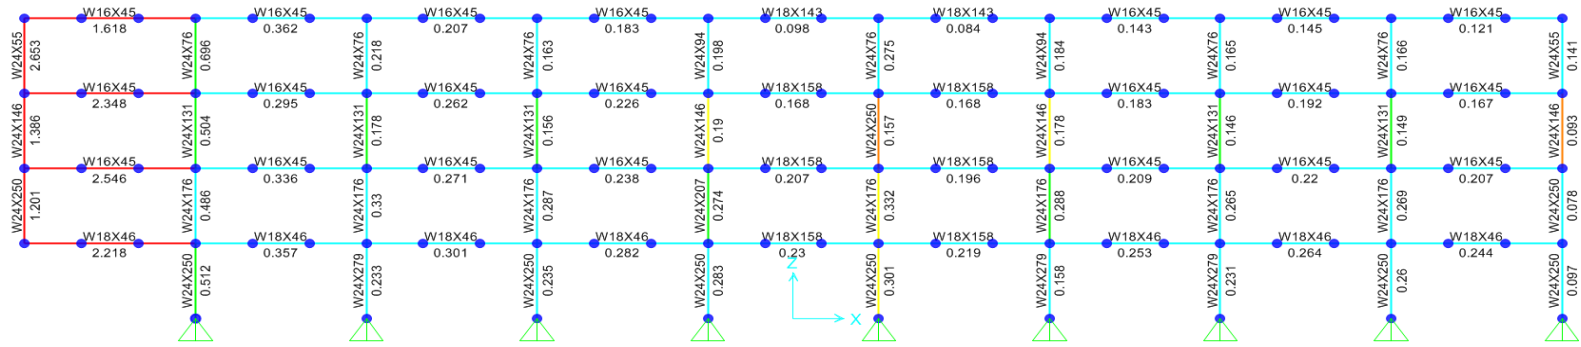 W16X45 W16X45 W16X45 W16X45 W18X143 W18X143 W16X45 W16X45 W16X45
1.618 0.362 0.207 0.183 0.098 0.084 0.143 0.145 0.121
W24X55 W24X76 W24X76 W24X76 W24X94 W24X76 W24X94 W24X76 W24X76 W24X55
2.653 0.696 0.218 0.163 0.198 0.275 0.184 0.165 0.166 0.141
W16X45 W16X45 W16X45 W16X45 W18X158 W18X158 W16X45 W16X45 W16X45
2.348 0.295 0.262 0.226 0.168 0.168 0.183 0.192 0.167
W24X146 W24X131 W24X131 W24X131 W24X146 W24X250 W24X146 W24X131 W24X131 W24X146
1.386 0.504 0.178 0.156 0.19 0.157 0.178 0.146 0.149 0.093
W16X45 W16X45 W16X45 W16X45 W18X158 W18X158 W16X45 W16X45 W16X45
2.546 0.336 0.271 0.238 0.207 0.196 0.209 0.22 0.207
W24X250 W24X176 W24X176 W24X176 W24X207 W24X176 W24X176 W24X176 W24X176 W24X250
1.201 0.486 0.33 0.287 0.274 0.332 0.288 0.265 0.269 0.078
W18X46 W18X46 W18X46 W18X46 W18X158 W18X158 W18X46 W18X46 W18X46
2.218 0.357 0.301 0.282 0.23 0.219 0.253 0.264 0.244
W24X250 W24X279 W24X250 W24X250 W24X250 W24X279 W24X279 W24X250 W24X250
0.512 0.233 0.235 0.283 0.301 0.158 0.231 0.26 0.097
Z
X